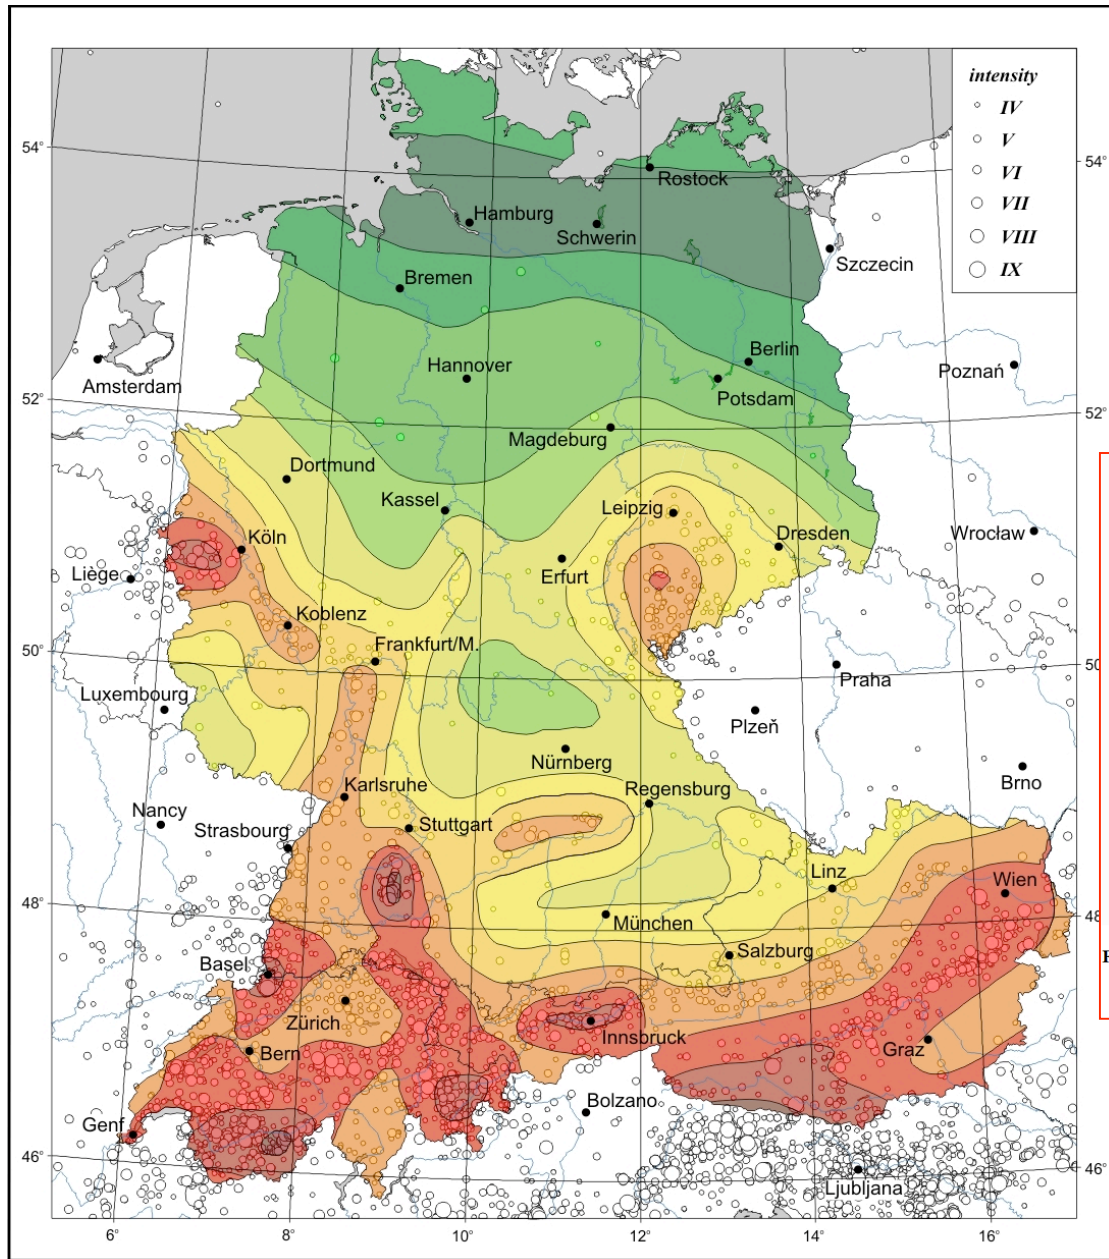 intensity
IV
V
VI
VII
VIII
IX
54°
54°
Rostock
Hamburg
Schwerin
Szczecin
Bremen
Berlin
Hannover
Poznań
Amsterdam
Potsdam
52°
52°
Magdeburg
Dortmund
Kassel
Leipzig
Köln
Dresden
Wrocław
Liège
Erfurt
Koblenz
Frankfurt/M.
50°
50
Praha
Luxembourg
Plzeň
Nürnberg
Karlsruhe
Regensburg
Brno
Nancy
Strasbourg
Stuttgart
Linz
Wien
48°
48°
München
Salzburg
Basel
Zürich
Innsbruck
Bern
Graz
Bolzano
Genf
46°
46°
Ljubljana
6°
8°
10°
12°
14°
16°